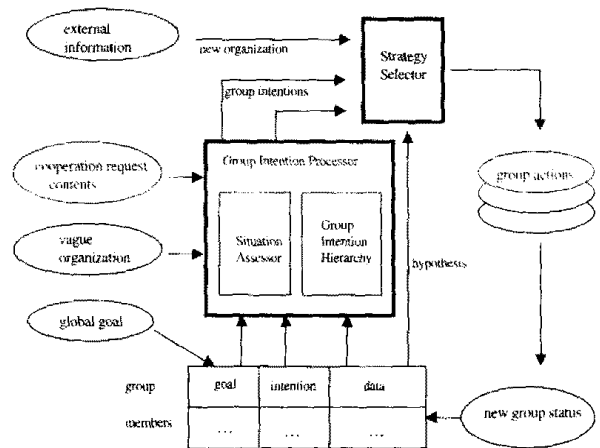 external
information
new organization
Strategy
Selector
group intentions
cooperation request
contents
Group Intention Processor
group actions
Situation
Assessor
Group
Intention
Hierarchy
vague
organization
hypothesis
global goal
group
goal
intention
data
members
...
...
...
new group status